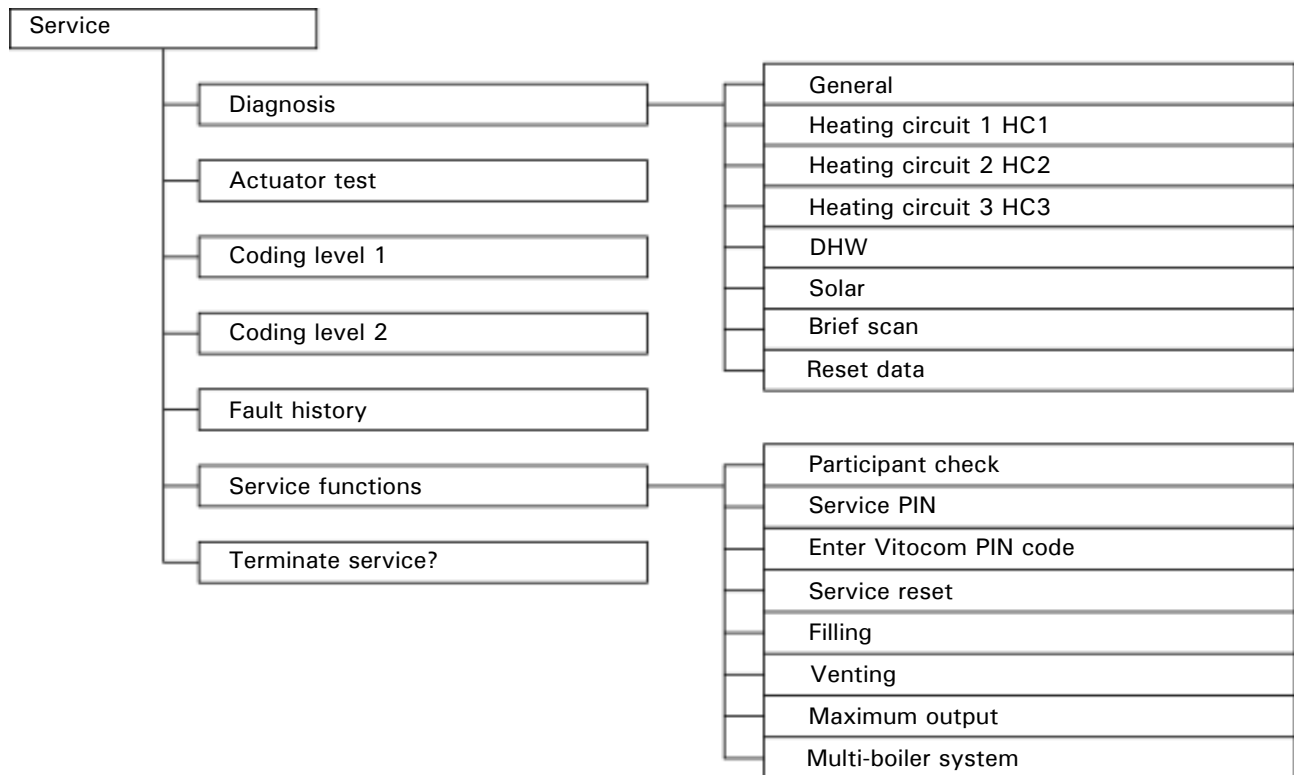 Service
Diagnosis
Actuator test
Coding level 1
Coding level 2
Fault history
Service functions
Terminate service?
General
Heating circuit 1 HC1
Heating circuit 2 HC2
Heating circuit 3 HC3
DHW
Solar
Brief scan
Reset data
Participant check
Service PIN
Enter Vitocom PIN code
Service reset
Filling
Venting
Maximum output
Multi-boiler system